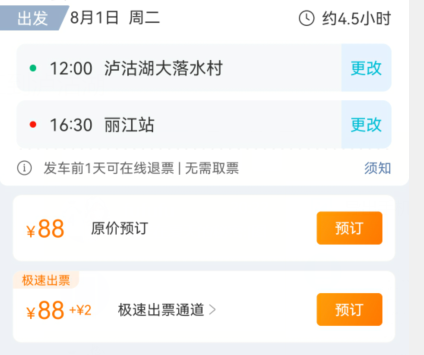 出发 8月1日 周二 约4.5小时
12:00 泸沽湖大落水村 更改
16:30 丽江站 更改
发车前1天可在线退票 | 无需取票 须知
¥88 原价预订 预订
极速出票
¥88 +¥2 极速出票通道 > 预订